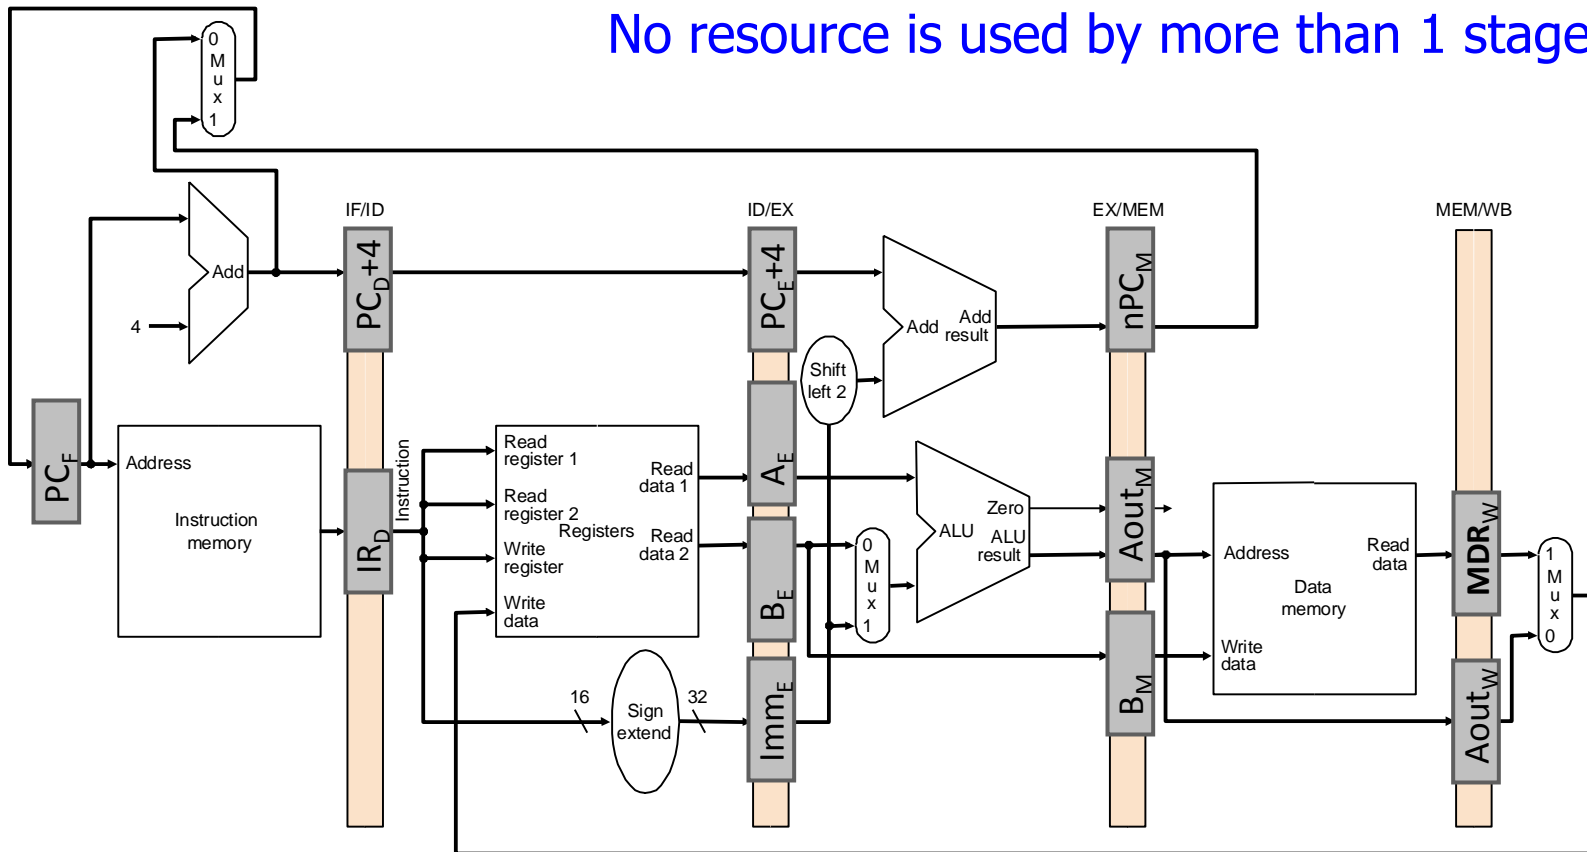 No resource is used by more than 1 stage
0
M
u
x
1
IF/ID
ID/EX
EX/MEM
MEM/WB
PC_D+4
PC_E+4
nPC_M
Add
4
Add
Add
result
Shift
left 2
PC_F
Address
Instruction
memory
IR_D
Instruction
Read
register 1
Read
register 2
Registers
Write
register
Write
data
Read
data 1
Read
data 2
A_E
B_E
Imm_E
16
Sign
extend
32
0
M
u
x
1
Zero
ALU
ALU
result
Aout_M
B_M
Address
Read
data
Data
memory
Write
data
MDR_W
Aout_W
1
M
u
x
0